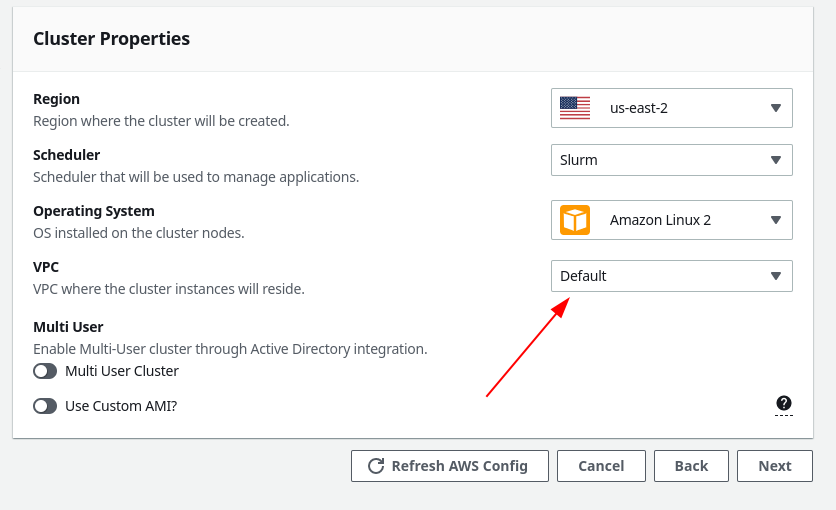 Cluster Properties
Region
us-east-2
Region where the cluster will be created.
Scheduler
Slurm
Scheduler that will be used to manage applications.
Operating System
Amazon Linux 2
OS installed on the cluster nodes.
VPC
Default
VPC where the cluster instances will reside.
Multi User
Enable Multi-User cluster through Active Directory integration.
Multi User Cluster
Use Custom AMI?
?
Refresh AWS Config
Cancel
Back
Next